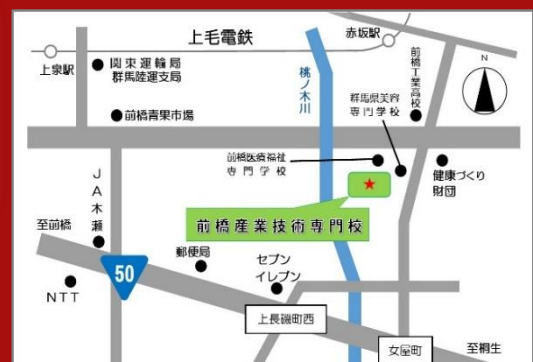 上毛電鉄
赤坂駅
上泉駅
関東運輸局
群馬陸運支局
桃ノ木川
前橋工業高校
N
群馬県美容
専門学校
前橋青果市場
前橋医療福祉
専門学校
健康づくり
財団
JA木瀬
至前橋
前橋産業技術専門校
郵便局
セブン
イレブン
50
NTT
上長磯町西
女屋町
至桐生